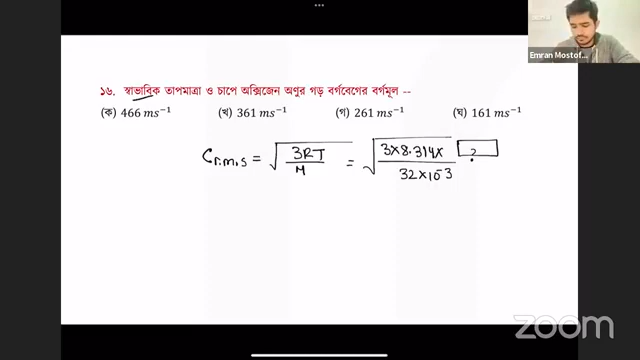 Emran Mostof...
১৬. স্বাভাবিক তাপমাত্রা ও চাপে অক্সিজেন অণুর গড় বর্গবেগের বর্গমূল --
(ক) 466 ms⁻¹ (খ) 361 ms⁻¹ (গ) 261 ms⁻¹ (ঘ) 161 ms⁻¹
C r.m.s = √(3RT/M) = √(3×8.314×/32×10⁻³) ?
zoom